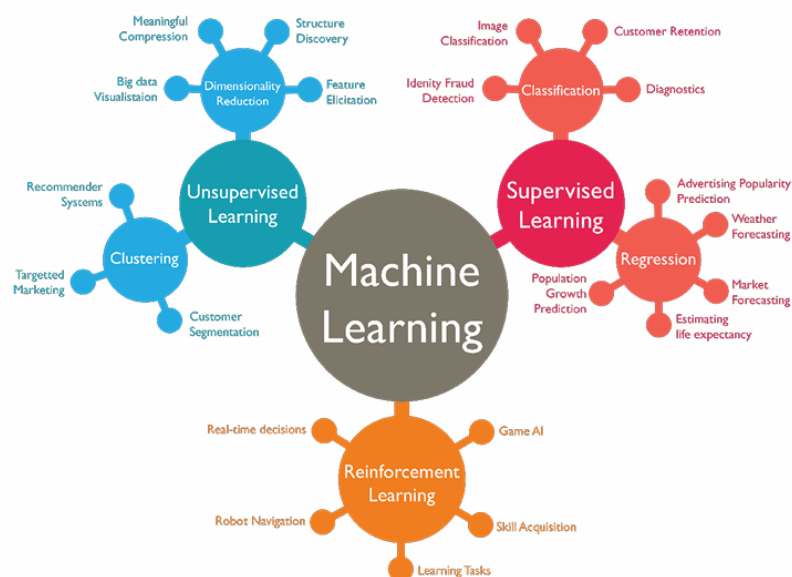 Meaningful
Compression
Structure
Discovery
Big data
Visualistaion
Dimensionality
Reduction
Feature
Elicitation
Unsupervised
Learning
Recommender
Systems
Clustering
Targetted
Marketing
Customer
Segmentation
Machine
Learning
Image
Classification
Customer Retention
Idenity Fraud
Detection
Classification
Diagnostics
Supervised
Learning
Advertising Popularity
Prediction
Weather
Forecasting
Regression
Population
Growth
Prediction
Market
Forecasting
Estimating
life expectancy
Real-time decisions
Game AI
Reinforcement
Learning
Robot Navigation
Skill Acquisition
Learning Tasks